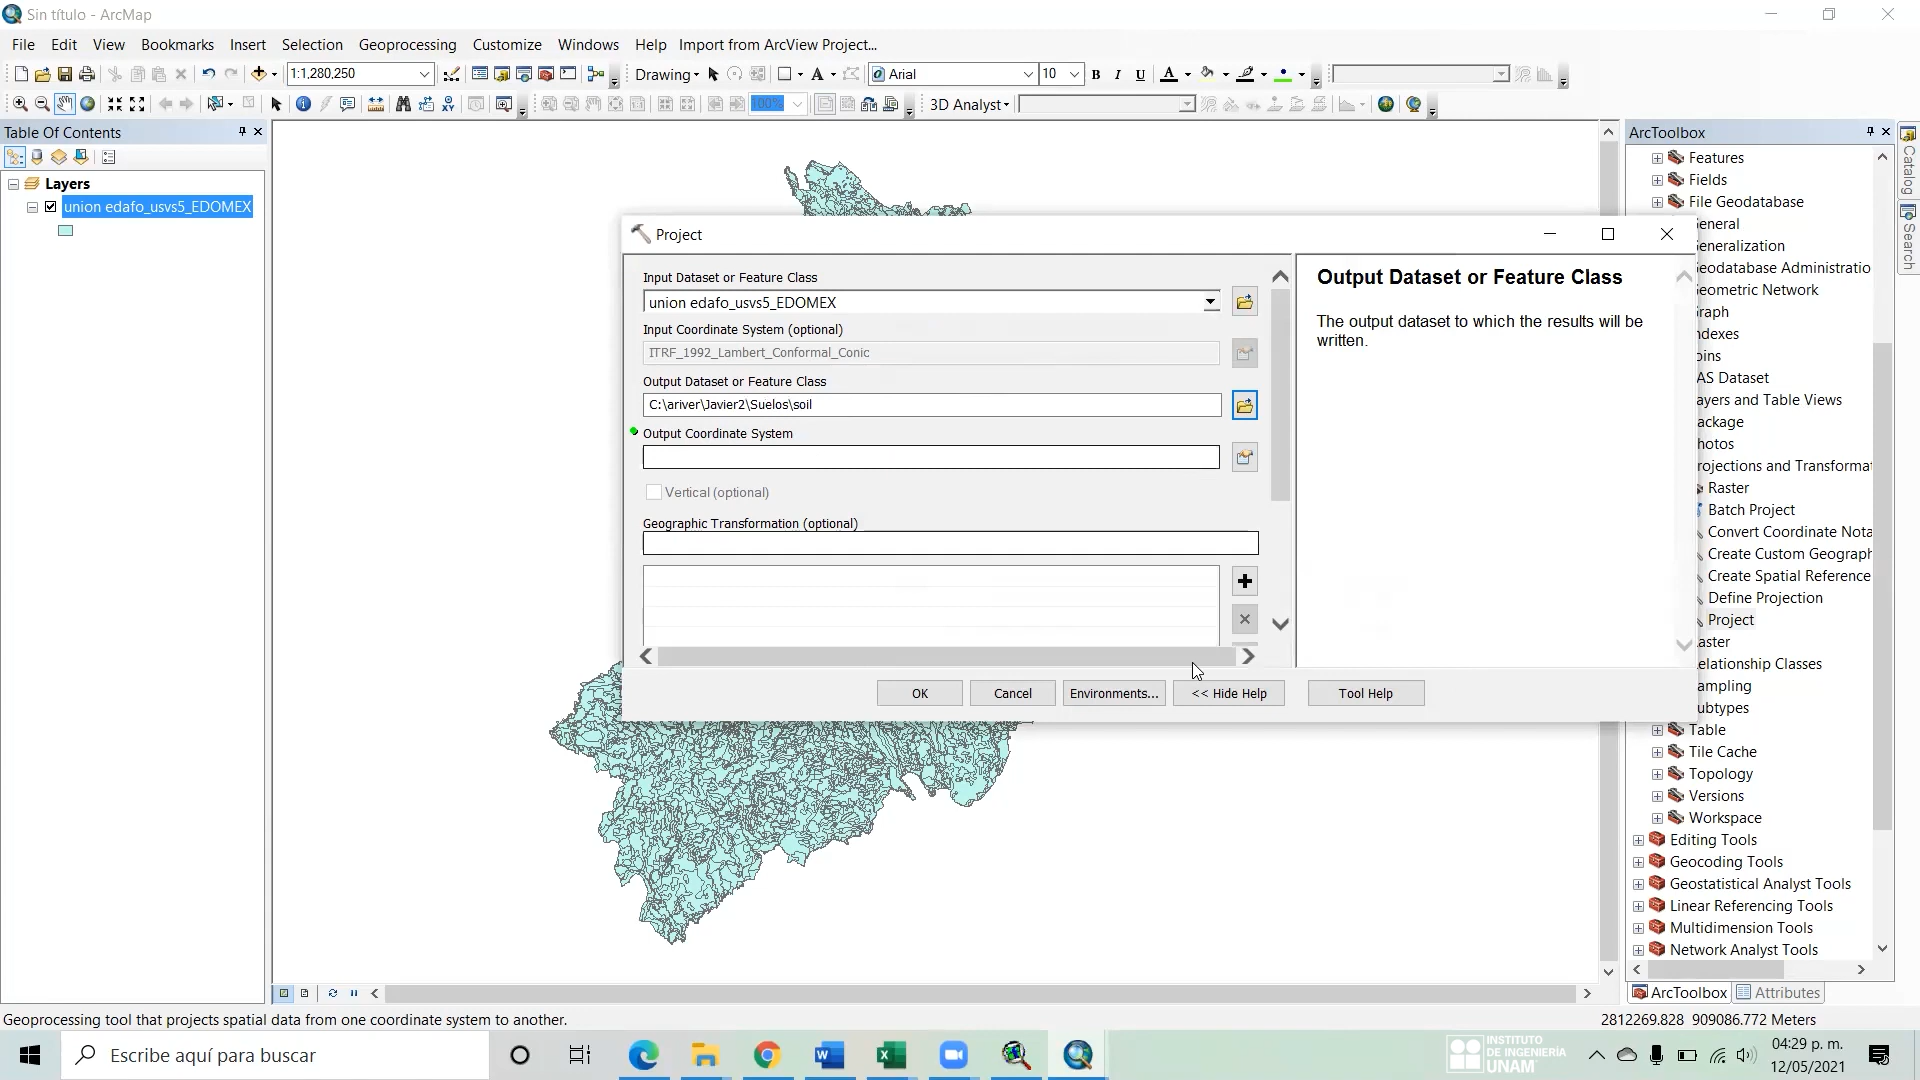 Sin título - ArcMap
File Edit View Bookmarks Insert Selection Geoprocessing Customize Windows Help Import from ArcView Project...
1:1,280,250 Drawing A Arial 10 B I U A
100% 3D Analyst
Table Of Contents
Layers
union edafo_usvs5_EDOMEX
Project
Input Dataset or Feature Class
union edafo_usvs5_EDOMEX
Input Coordinate System (optional)
ITRF_1992_Lambert_Conformal_Conic
Output Dataset or Feature Class
C:\ariver\Javier2\Suelos\soil
Output Coordinate System
Vertical (optional)
Geographic Transformation (optional)
OK Cancel Environments... << Hide Help Tool Help
Output Dataset or Feature Class
The output dataset to which the results will be
written.
ArcToolbox
Features
Fields
File Geodatabase
eneral
eneralization
eodatabase Administratio
eometric Network
raph
ndexes
oins
AS Dataset
ayers and Table Views
ackage
hotos
rojections and Transformat
Raster
Batch Project
Convert Coordinate Nota
Create Custom Geograph
Create Spatial Reference
Define Projection
Project
aster
elationship Classes
ampling
ubtypes
Table
Tile Cache
Topology
Versions
Workspace
Editing Tools
Geocoding Tools
Geostatistical Analyst Tools
Linear Referencing Tools
Multidimension Tools
Network Analyst Tools
ArcToolbox Attributes
Catalog
Search
Geoprocessing tool that projects spatial data from one coordinate system to another.
2812269.828 909086.772 Meters
Escribe aquí para buscar
INSTITUTO
DE INGENIERÍA
UNAM
04:29 p. m.
12/05/2021